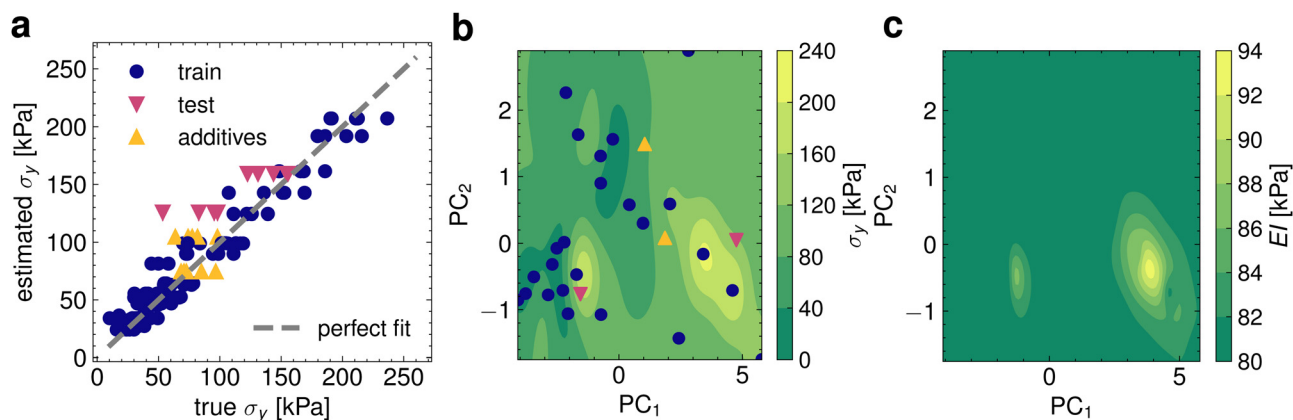 a
estimated σy [kPa]
250
200
150
100
50
0
train
test
additives
perfect fit
0 50 100 150 200 250
true σy [kPa]
b
PC2
2
1
0
−1
0 5
PC1
240
200
160
120
80
40
0
σy [kPa]
c
PC2
2
1
0
−1
0 5
PC1
94
92
90
88
86
84
82
80
EI [kPa]